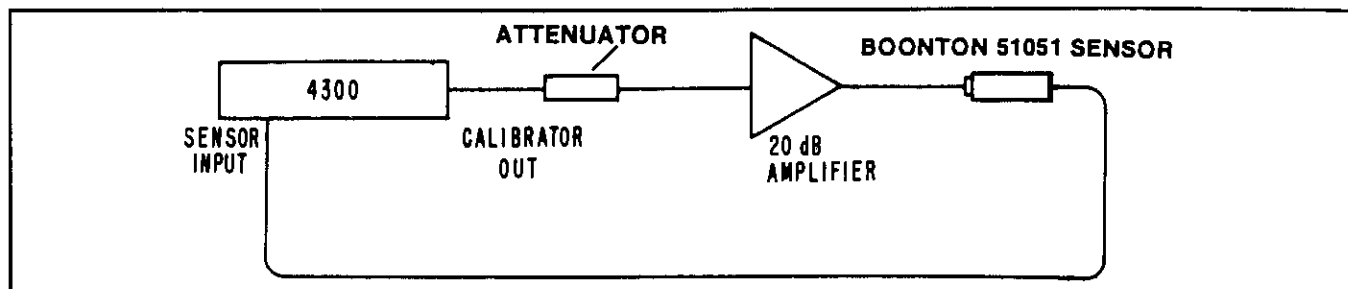 ATTENUATOR
BOONTON 51051 SENSOR
4300
SENSOR
INPUT
CALIBRATOR
OUT
20 dB
AMPLIFIER